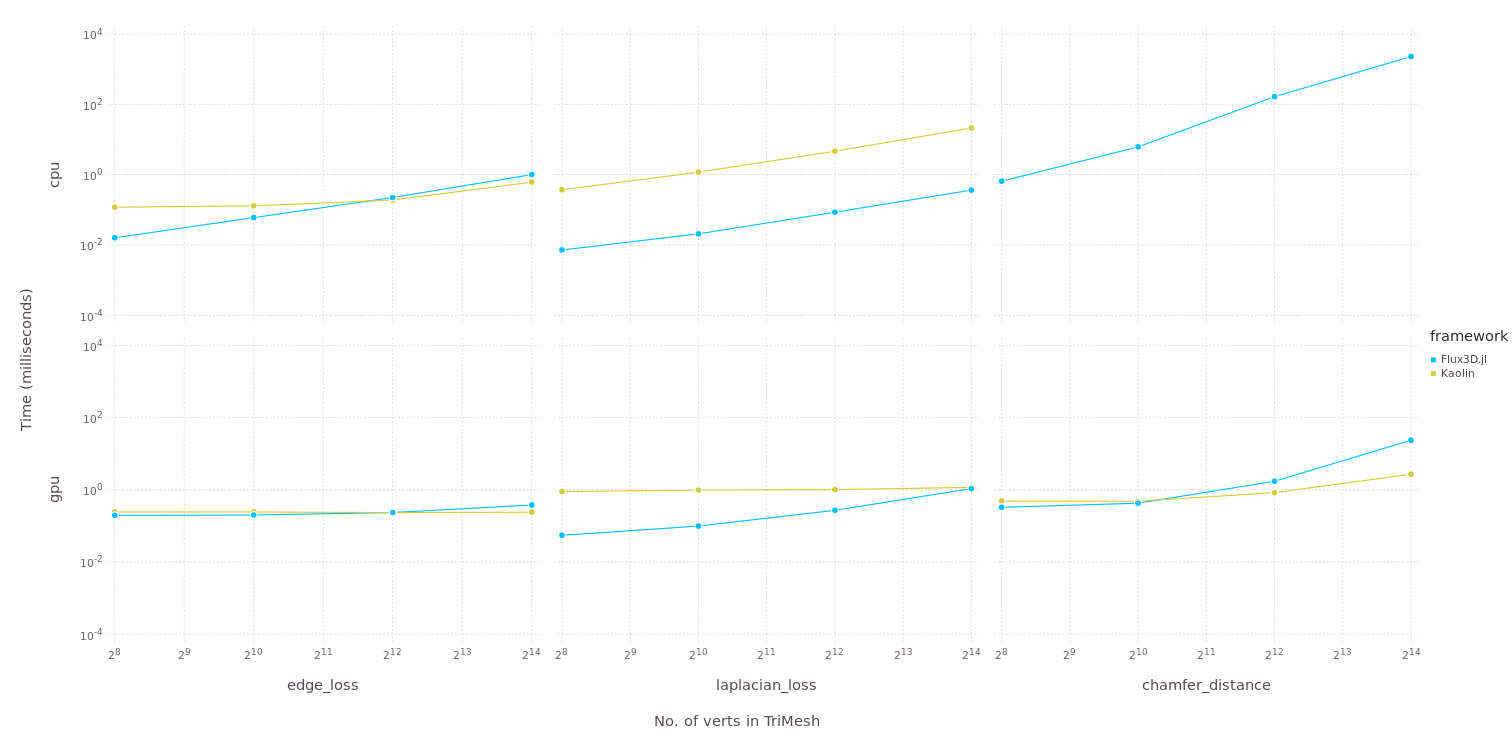 10^4
10^2
10^0
10^-2
10^-4
cpu
10^4
10^2
10^0
10^-2
10^-4
gpu
Time (milliseconds)
framework
Flux3D.jl
Kaolin
2^8 2^9 2^10 2^11 2^12 2^13 2^14 2^8 2^9 2^10 2^11 2^12 2^13 2^14 2^8 2^9 2^10 2^11 2^12 2^13 2^14
edge_loss laplacian_loss chamfer_distance
No. of verts in TriMesh